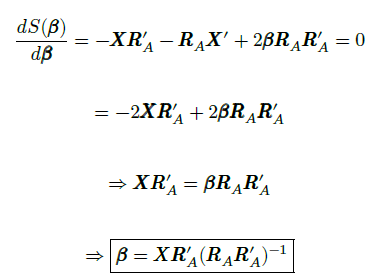 dS(β)/dβ = −XR′_A − R_AX′ + 2βR_AR′_A = 0
= −2XR′_A + 2βR_AR′_A
⇒ XR′_A = βR_AR′_A
⇒ β = XR′_A(R_AR′_A)^−1